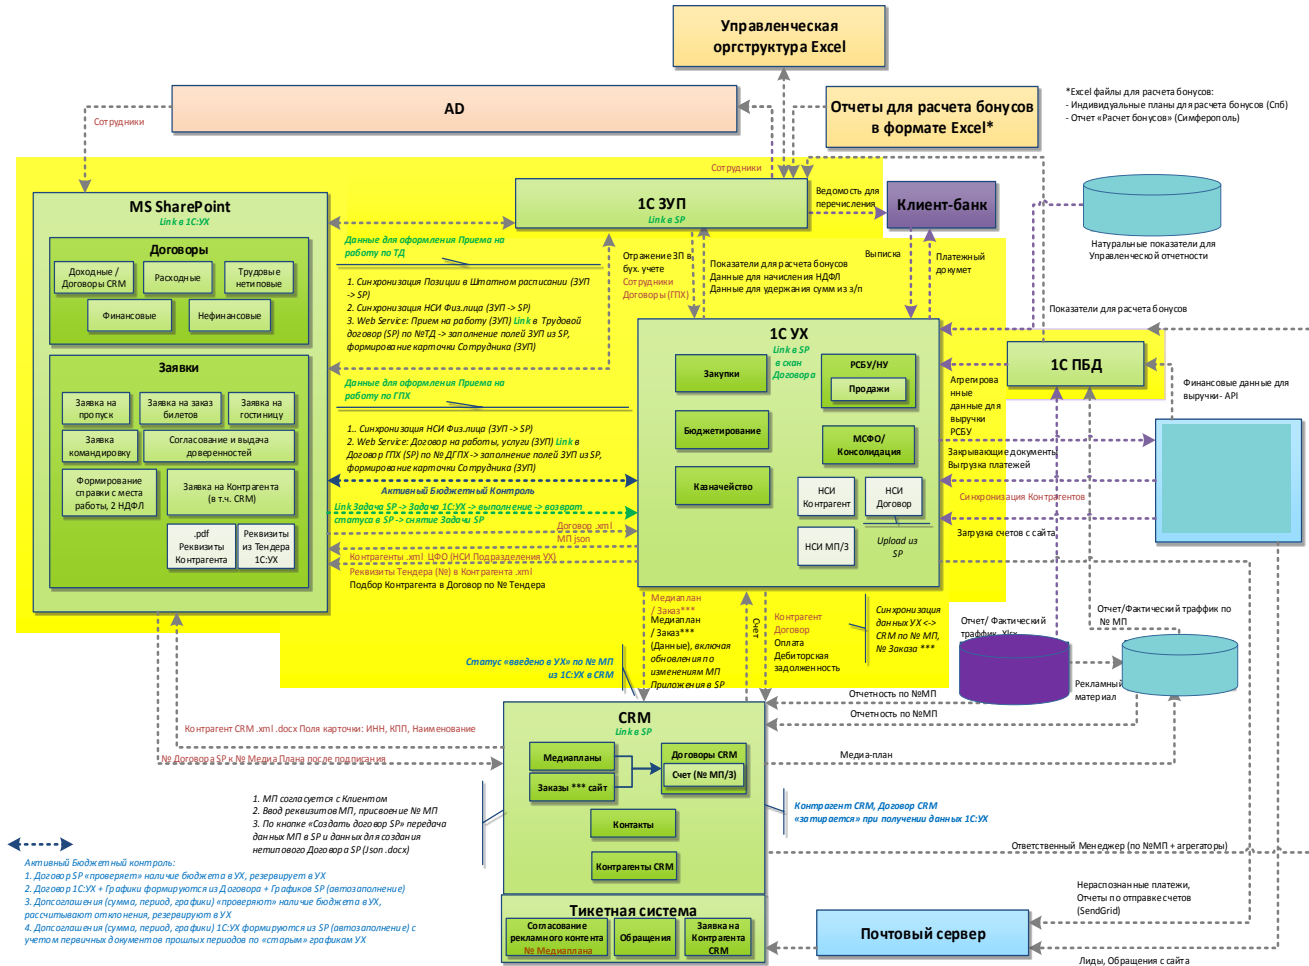 Управленческая
оргструктура Excel
AD
Отчеты для расчета бонусов
в формате Excel*
*Excel файлы для расчета бонусов:
- Индивидуальные планы для расчета бонусов (Спб)
- Отчет «Расчет бонусов» (Симферополь)
Сотрудники
Сотрудники
MS SharePoint
Link в 1С:УХ
1С ЗУП
Link в SP
Ведомость для
перечисления
Клиент-банк
Натуральные показатели для
Управленческой отчетности
Договоры
Доходные /
Договоры CRM
Расходные
Трудовые
нетиповые
Финансовые
Нефинансовые
Данные для оформления Приема на
работу по ТД
1. Синхронизация Позиции в Штатном расписании (ЗУП
-> SP)
2. Синхронизация НСИ Физ.лица (ЗУП -> SP)
3. Web Service: Прием на работу (ЗУП) Link в Трудовой
договор (SP) по №ТД -> заполнение полей ЗУП из SP,
формирование карточки Сотрудника (ЗУП)
Отражение ЗП в
бух. учете
Сотрудники
Договоры (ГПХ)
Показатели для расчета бонусов
Данные для начисления НДФЛ
Данные для удержания сумм из з/п
Выписка
Платежный
докумет
Показатели для расчета бонусов
Заявки
Заявка на
пропуск
Заявка на заказ
билетов
Заявка на
гостиницу
Заявка
командировку
Согласование и выдача
доверенностей
Формирование
справки с места
работы, 2 НДФЛ
Заявка на Контрагента
(в т.ч. CRM)
.pdf
Реквизиты
Контрагента
Реквизиты
из Тендера
1С:УХ
Данные для оформления Приема на
работу по ГПХ
1.. Синхронизация НСИ Физ.лица (ЗУП -> SP)
2. Web Service: Договор на работы, услуги (ЗУП) Link в
Договор ГПХ (SP) по № ДГПХ -> заполнение полей ЗУП из SP,
формирование карточки Сотрудника (ЗУП)
Активный Бюджетный Контроль
Link Задача SP -> Задача 1С:УХ -> выполнение -> возврат
статуса в SP -> снятие Задачи SP
Договор .xml
МП json
Контрагенты .xml ЦФО (НСИ Подразделения УХ)
Реквизиты Тендера (№) в Контрагента .xml
Подбор Контрагента в Договор по № Тендера
1С УХ
Link в SP
в скан
Договора
Закупки
РСБУ/НУ
Продажи
Бюджетирование
МСФО/
Консолидация
Казначейство
НСИ
Контрагент
НСИ
Договор
НСИ МП/З
Upload из
SP
1С ПБД
Агрегирова
нные
данные для
выручки
РСБУ
Финансовые данные для
выручки- API
Закрывающие документы
Выгрузка платежей
Синхронизация Контрагентов
Загрузка счетов с сайта
Медиаплан
/ Заказ***
Медиаплан
/ Заказ***
(Данные), включая
обновления по
изменениям МП
Приложения в SP
Счет
Контрагент
Договор
Оплата
Дебиторская
задолженность
Синхронизация
данных УХ <->
CRM по № МП,
№ Заказа ***
Отчет/ Фактический
Отчет/Фактический траффик по
№ МП
Рекламный
материал
Статус «введено в УХ» по № МП
из 1С:УХ в CRM
Отчетность по №МП
Отчетность по №МП
Медиа-план
Контрагент CRM .xml .docx Поля карточки: ИНН, КПП, Наименование
№ Договора SP к № Медиа Плана после подписания
CRM
Link в SP
Медиапланы
Заказы *** сайт
Договоры CRM
Счет (№ МП/З)
Контакты
Контрагенты CRM
1. МП согласуется с Клиентом
2. Ввод реквизитов МП, присвоение № МП
3. По кнопке «Создать договор SP» передача
данных МП в SP и данных для создания
нетипового Договора SP (Json .docx)
Контрагент CRM, Договор CRM
«затирается» при получении данных 1С:УХ
Ответственный Менеджер (по №МП + агрегаторы)
Активный Бюджетный контроль:
1. Договор SP «проверяет» наличие бюджета в УХ, резервирует в УХ
2. Договор 1С:УХ + Графики формируются из Договора + Графиков SP (автозаполнение)
3. Допсоглашения (сумма, период, графики) «проверяют» наличие бюджета в УХ,
рассчитывают отклонения, резервируют в УХ
4. Допсоглашения (сумма, период, графики) 1С:УХ формируются из SP (автозаполнение) с
учетом первичных документов прошлых периодов по «старым» графикам УХ
Тикетная система
Согласование
рекламного контента
№ Медиаплана
Обращения
Заявка на
Контрагента
CRM
Почтовый сервер
Нераспознанные платежи,
Отчеты по отправке счетов
(SendGrid)
Лиды, Обращения с сайта